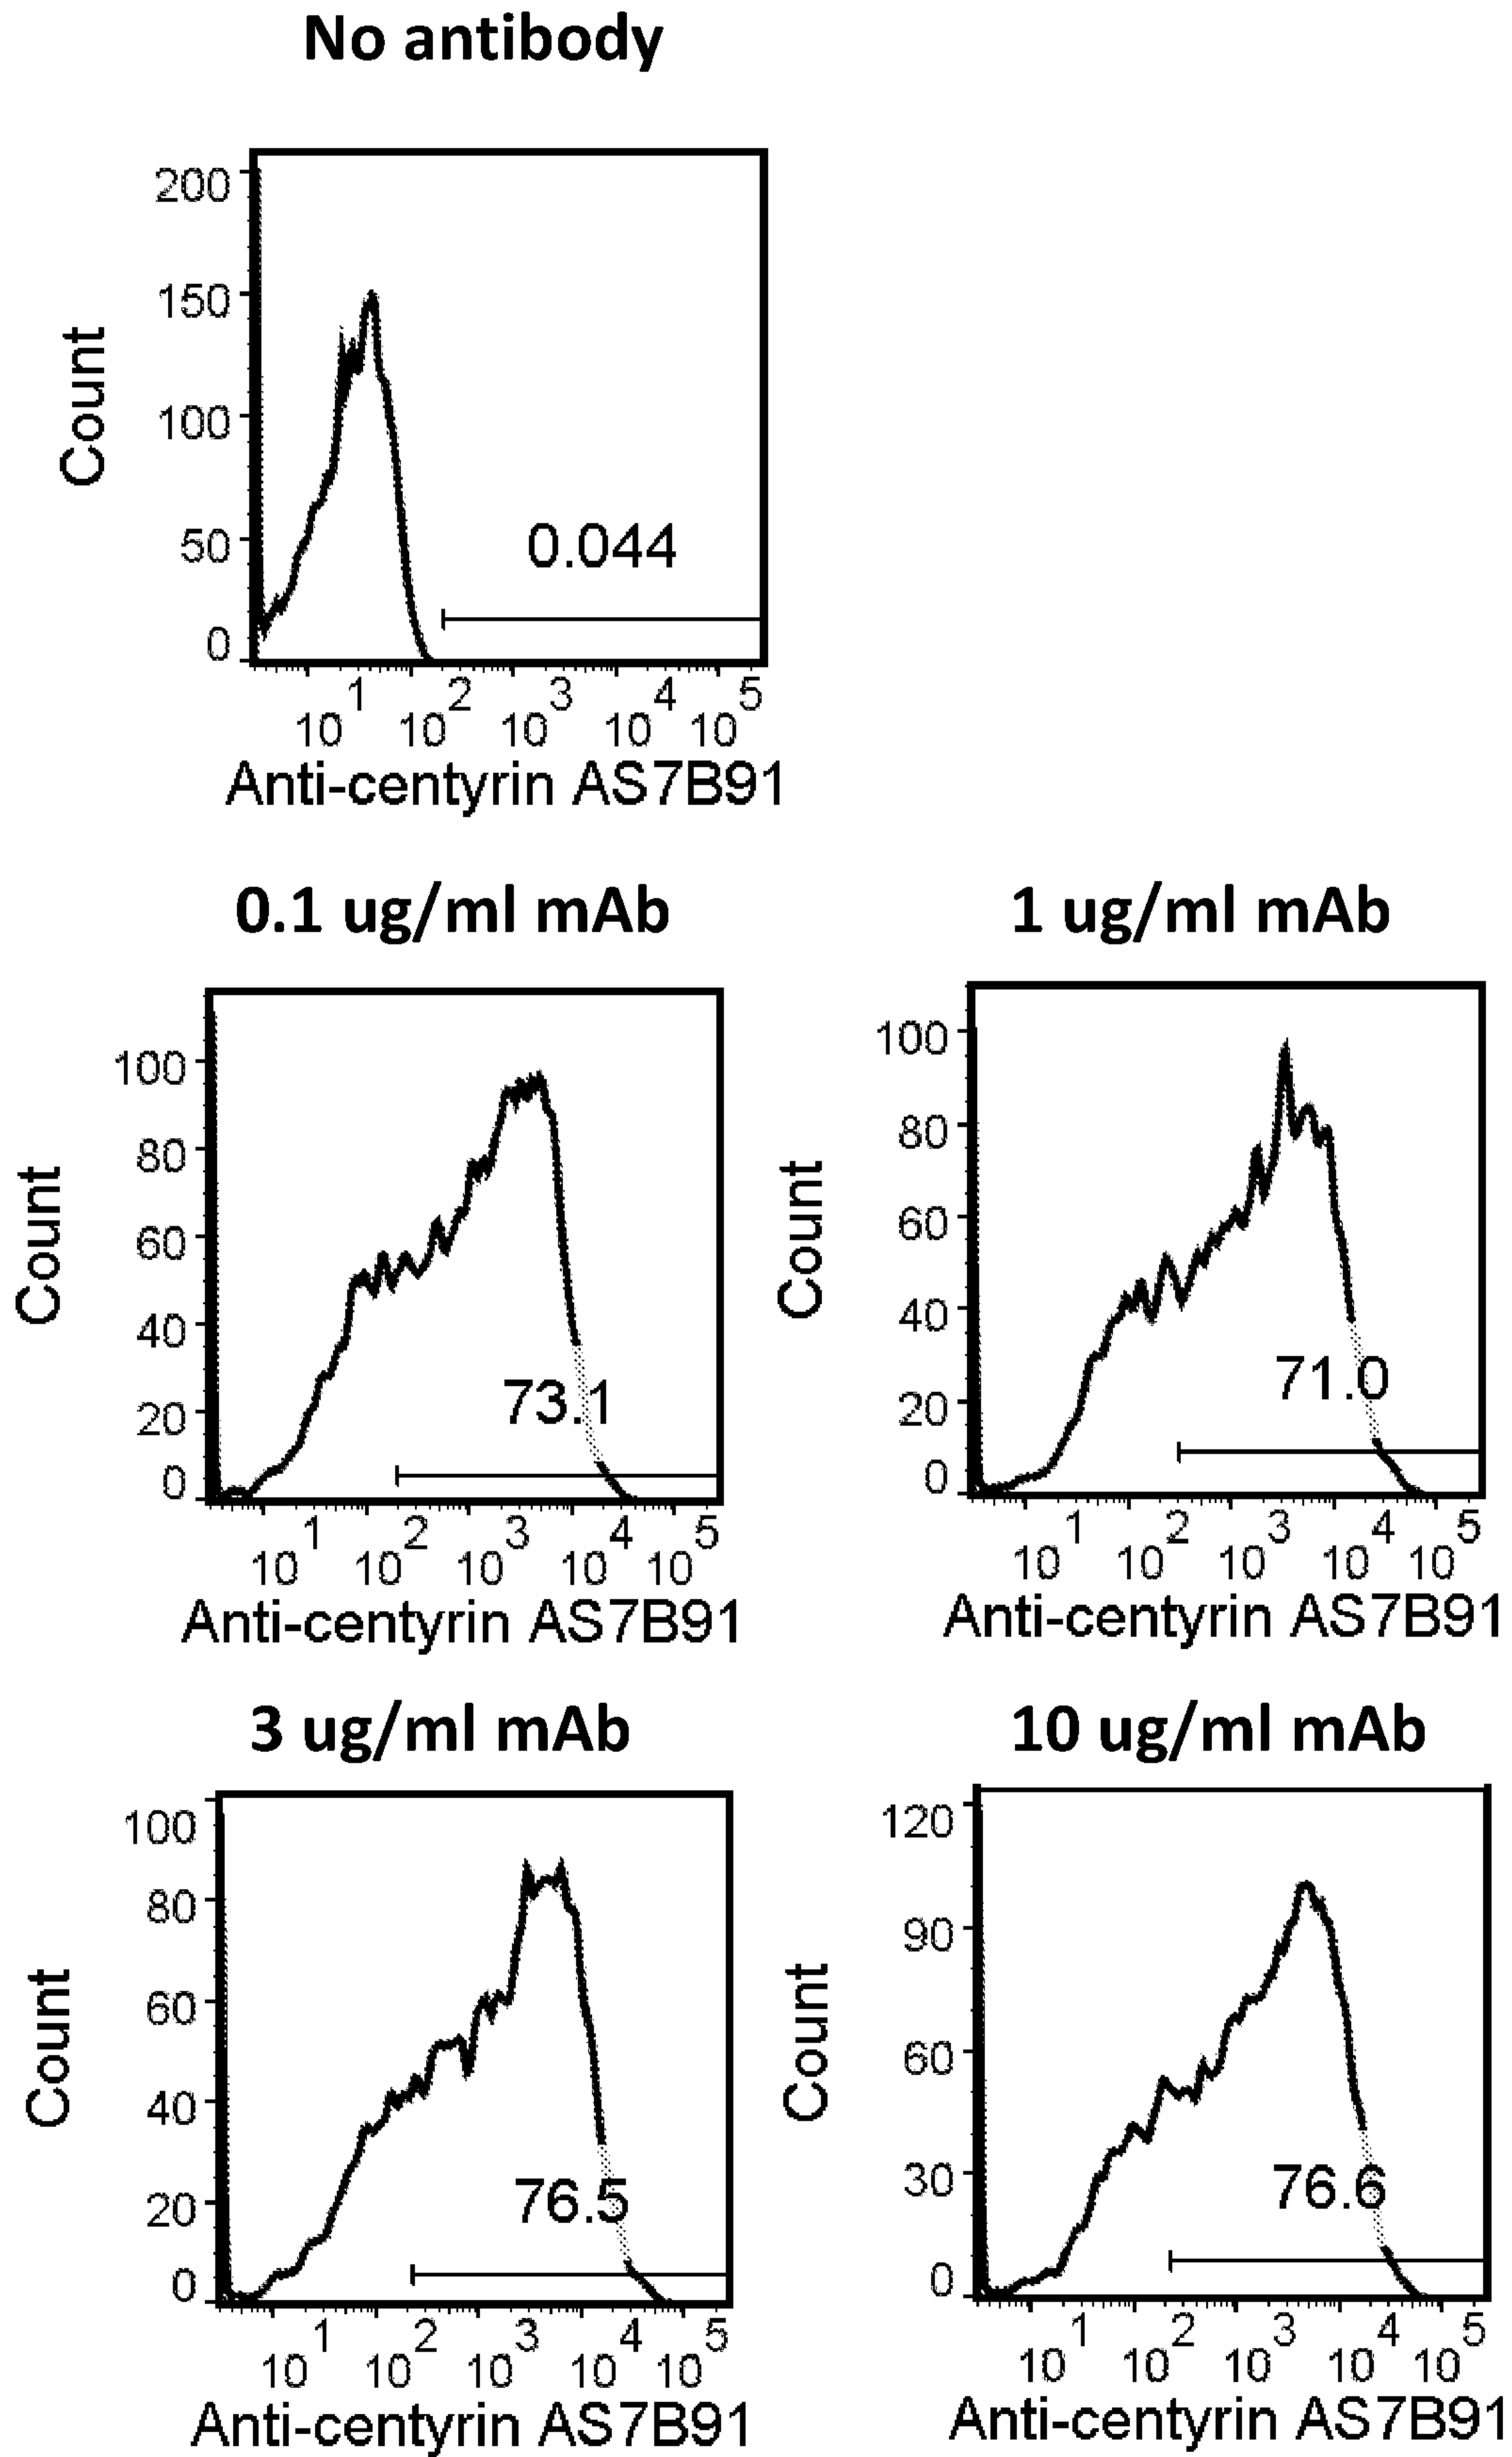 No antibody
200
150
100
50
0
Count
0.044
10^1 10^2 10^3 10^4 10^5
Anti-centyrin AS7B91
0.1 ug/ml mAb
100
80
60
40
20
0
Count
73.1
10^1 10^2 10^3 10^4 10^5
Anti-centyrin AS7B91
1 ug/ml mAb
100
80
60
40
20
0
Count
71.0
10^1 10^2 10^3 10^4 10^5
Anti-centyrin AS7B91
3 ug/ml mAb
100
80
60
40
20
0
Count
76.5
10^1 10^2 10^3 10^4 10^5
Anti-centyrin AS7B91
10 ug/ml mAb
120
90
60
30
0
Count
76.6
10^1 10^2 10^3 10^4 10^5
Anti-centyrin AS7B91